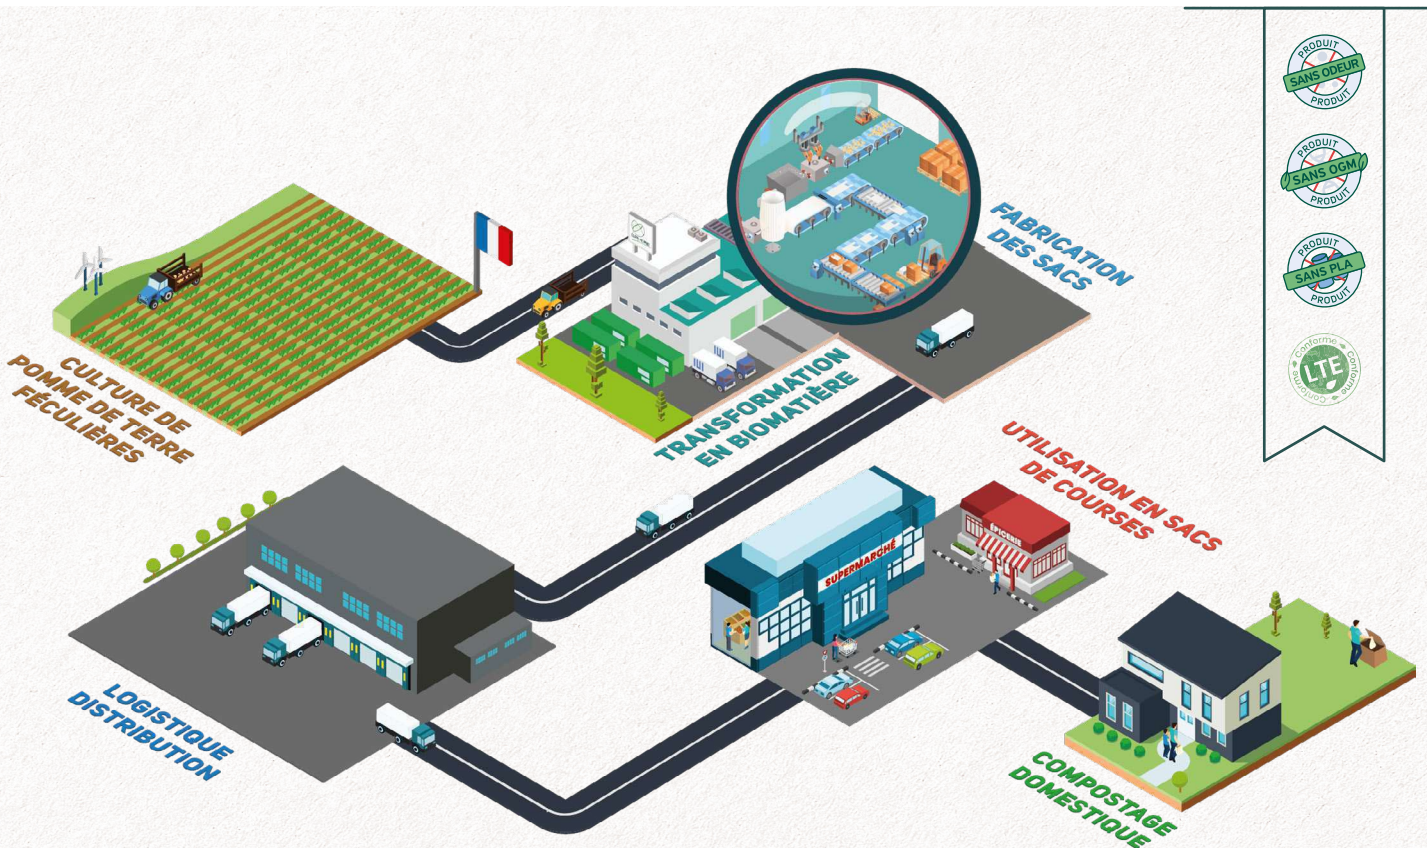 PRODUIT
SANS ODEUR
PRODUIT
PRODUIT
SANS OGM
PRODUIT
PRODUIT
SANS PLA
PRODUIT
Conforme
Conforme
LTE
Conforme
Conforme
FABRICATION
DES SACS
CULTURE DE
POMME DE TERRE
FÉCULIÈRES
TRANSFORMATION
EN BIOMATIÈRE
UTILISATION EN SACS
DE COURSES
ÉPICERIE
SUPERMARCHÉ
LOGISTIQUE
DISTRIBUTION
COMPOSTAGE
DOMESTIQUE